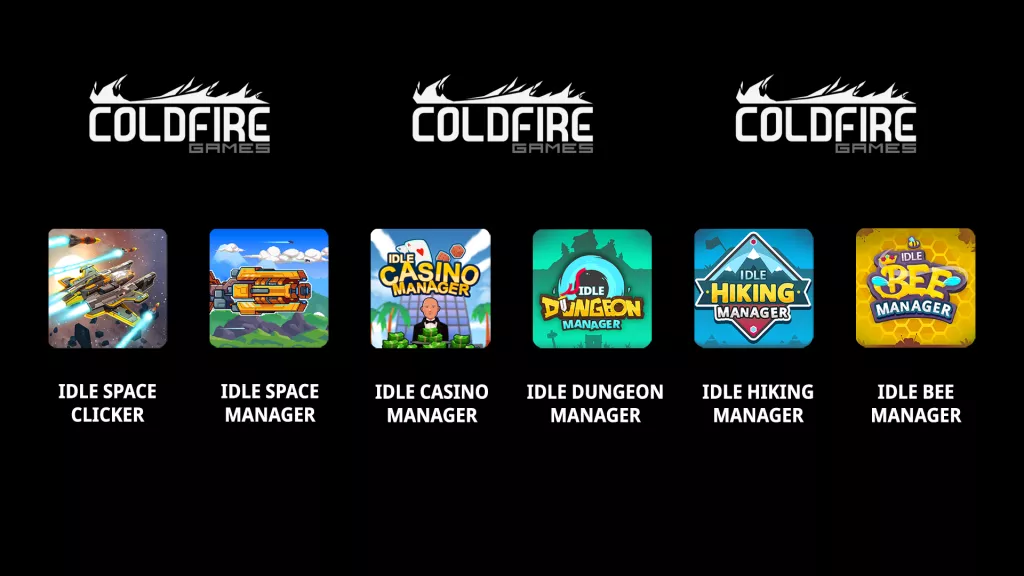 COLDFIRE
GAMES
COLDFIRE
GAMES
COLDFIRE
GAMES
IDLE
CASINO
MANAGER
IDLE
DUNGEON
MANAGER
IDLE
HIKING
MANAGER
IDLE
BEE
MANAGER
IDLE SPACE
CLICKER
IDLE SPACE
MANAGER
IDLE CASINO
MANAGER
IDLE DUNGEON
MANAGER
IDLE HIKING
MANAGER
IDLE BEE
MANAGER